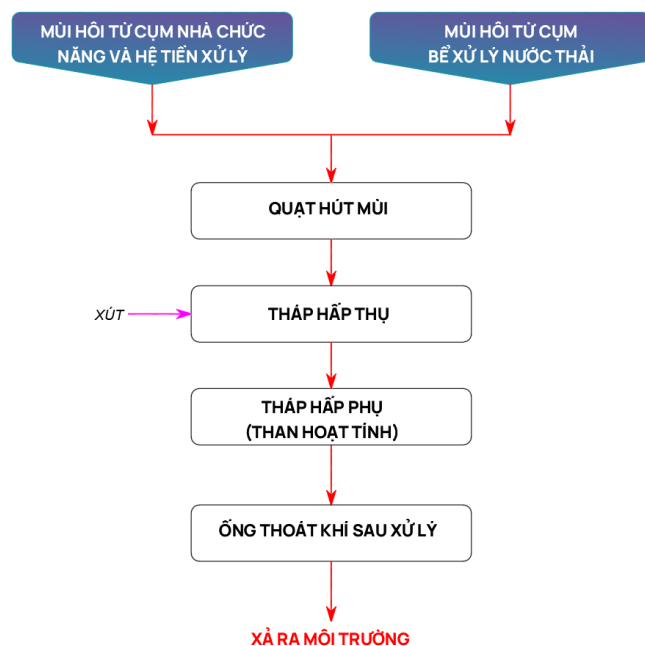 MÙI HÔI TỪ CỤM NHÀ CHỨC
NĂNG VÀ HỆ TIỀN XỬ LÝ
MÙI HÔI TỪ CỤM
BỂ XỬ LÝ NƯỚC THẢI
QUẠT HÚT MÙI
XÚT
THÁP HẤP THỤ
THÁP HẤP PHỤ
(THAN HOẠT TÍNH)
ỐNG THOÁT KHÍ SAU XỬ LÝ
XẢ RA MÔI TRƯỜNG